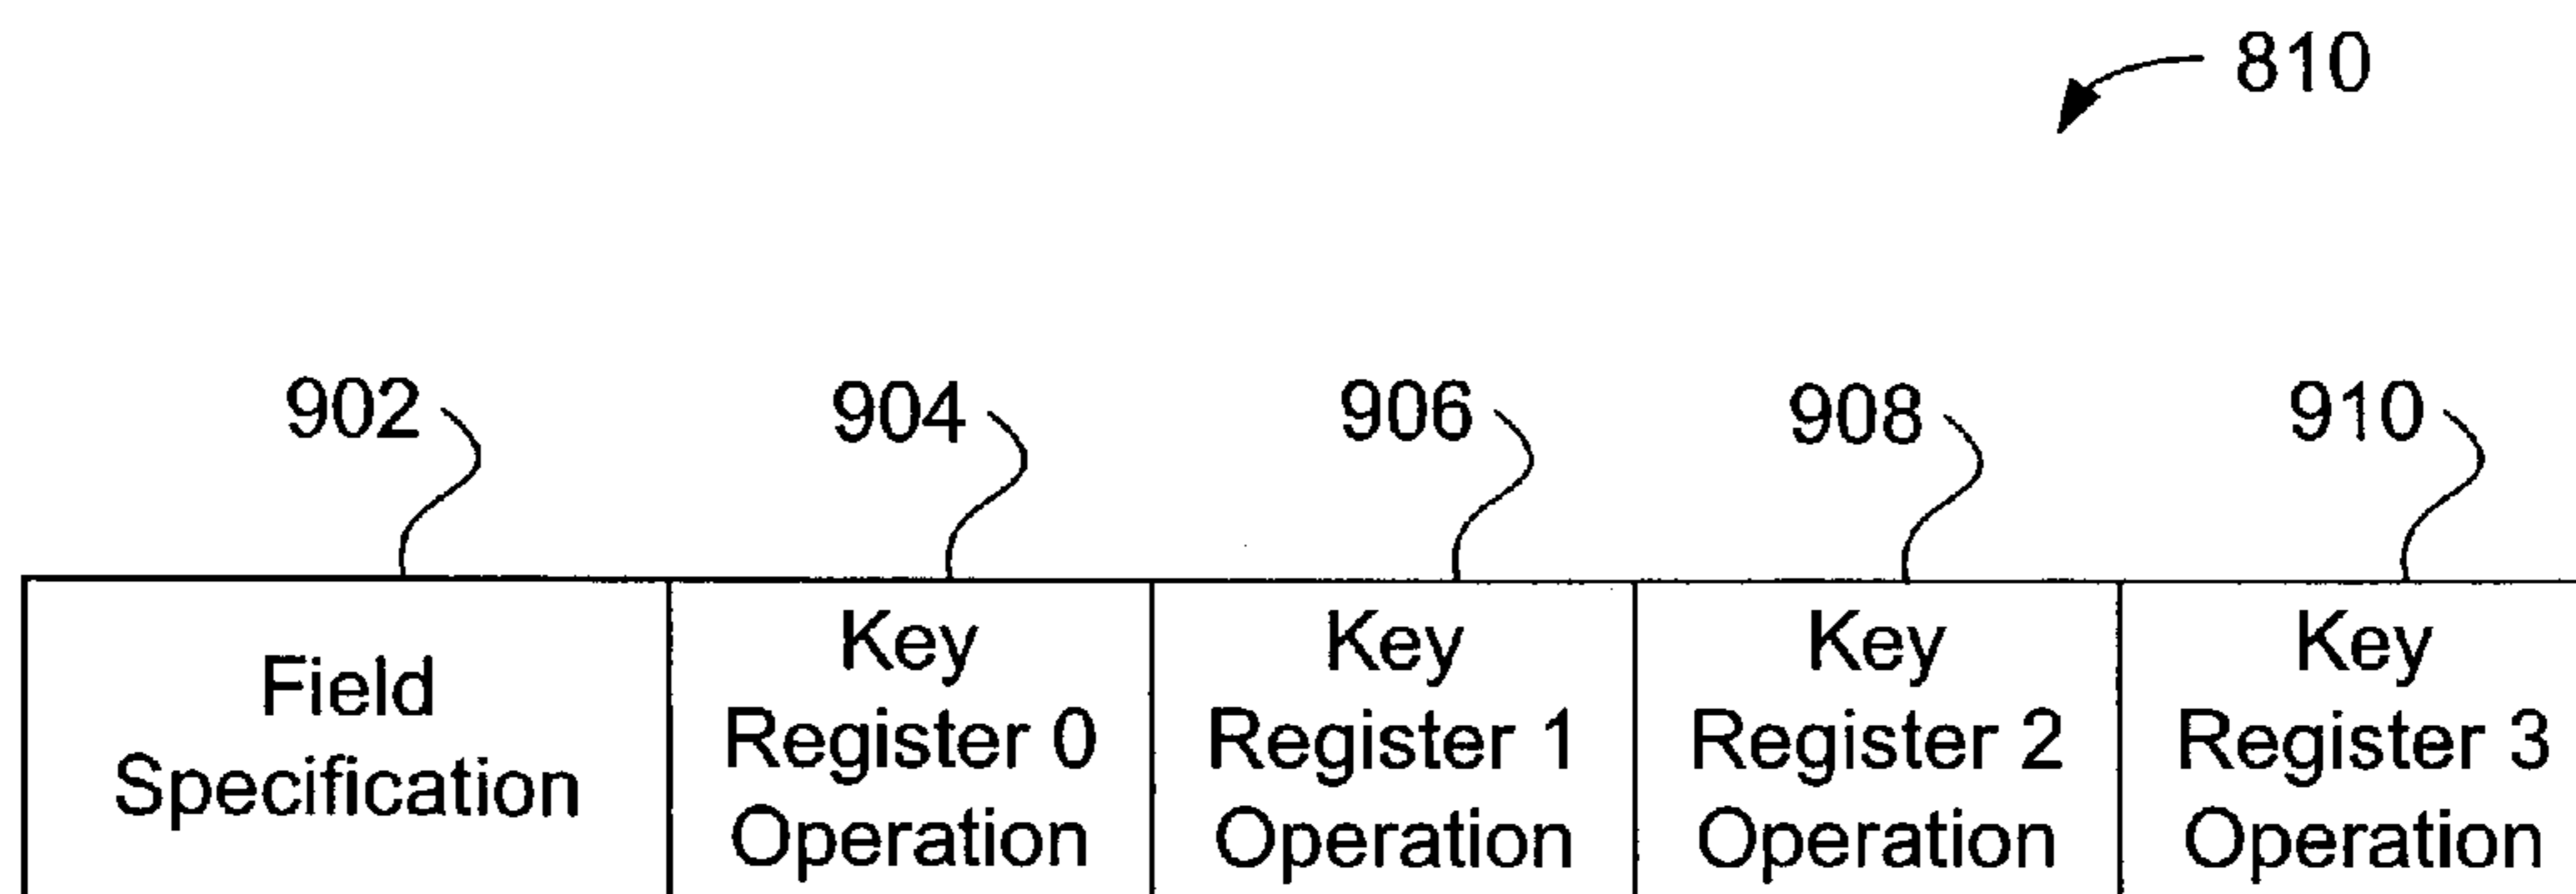 810
902
904
906
908
910
Field
Specification
Key
Register 0
Operation
Key
Register 1
Operation
Key
Register 2
Operation
Key
Register 3
Operation